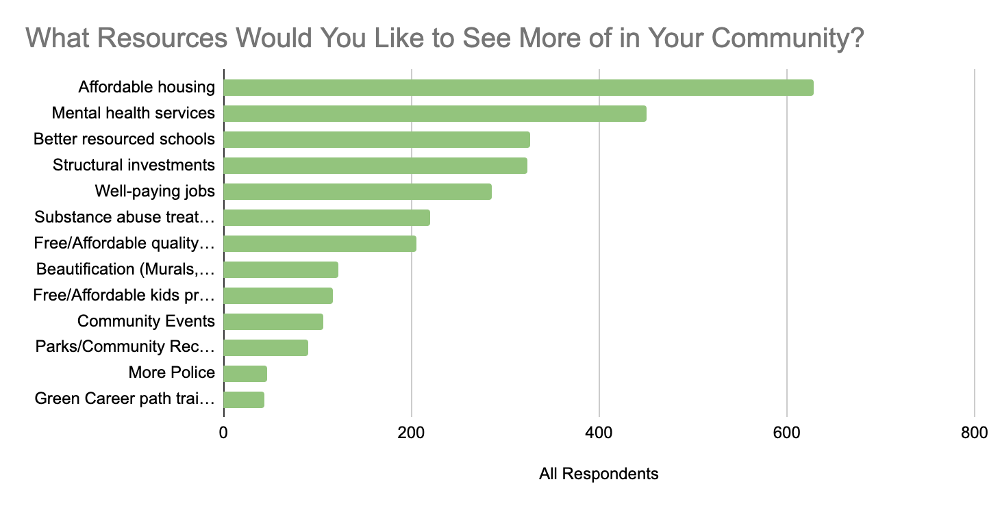 What Resources Would You Like to See More of in Your Community?
Affordable housing
Mental health services
Better resourced schools
Structural investments
Well-paying jobs
Substance abuse treat…
Free/Affordable quality…
Beautification (Murals,…
Free/Affordable kids pr…
Community Events
Parks/Community Rec…
More Police
Green Career path trai…
0 200 400 600 800
All Respondents